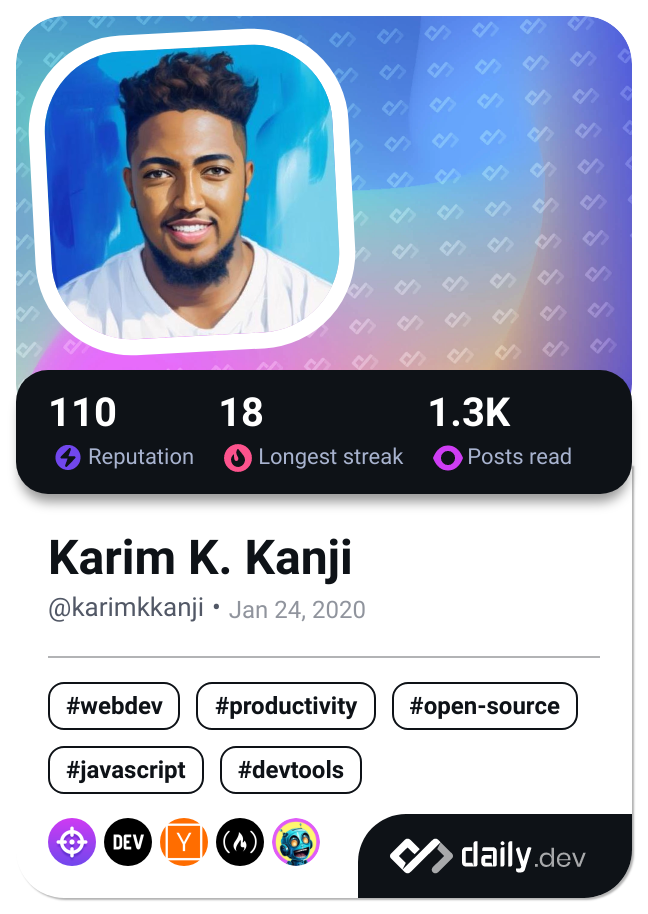 110 18 1.3K
Reputation Longest streak Posts read
Karim K. Kanji
@karimkkanji • Jan 24, 2020
#webdev #productivity #open-source
#javascript #devtools
DEV Y
daily.dev